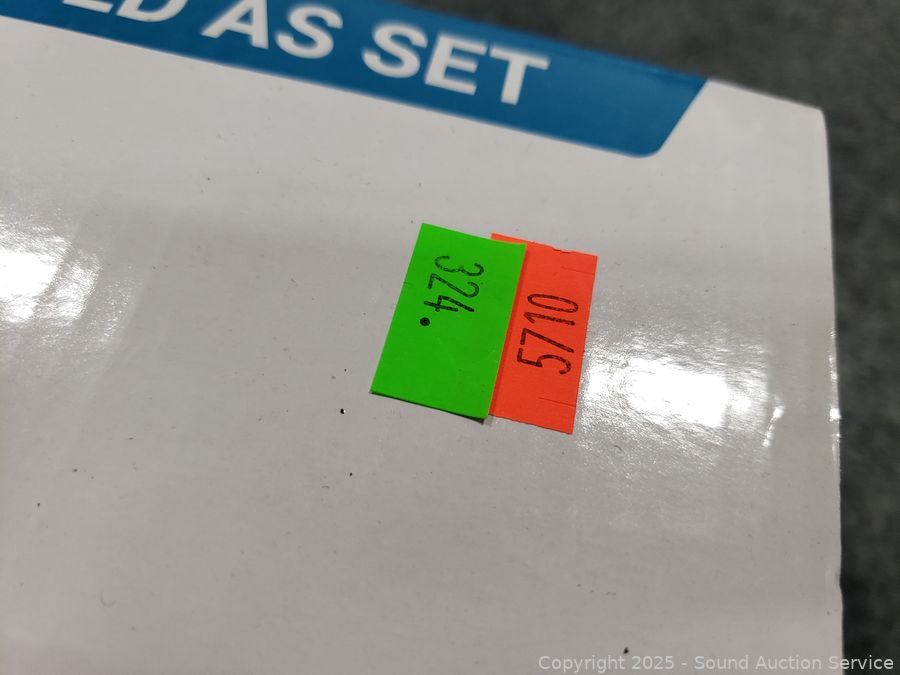 ED AS SET
324.
5710
Copyright 2025 - Sound Auction Service